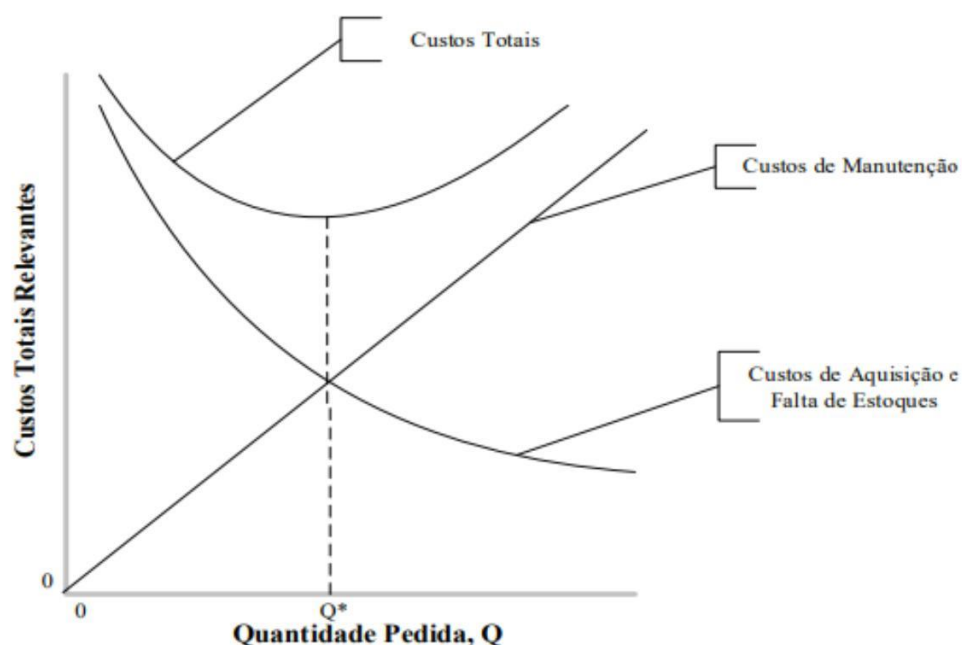 Custos Totais
Custos de Manutenção
Custos de Aquisição e
Falta de Estoques
Custos Totais Relevantes
0
0
Q*
Quantidade Pedida, Q